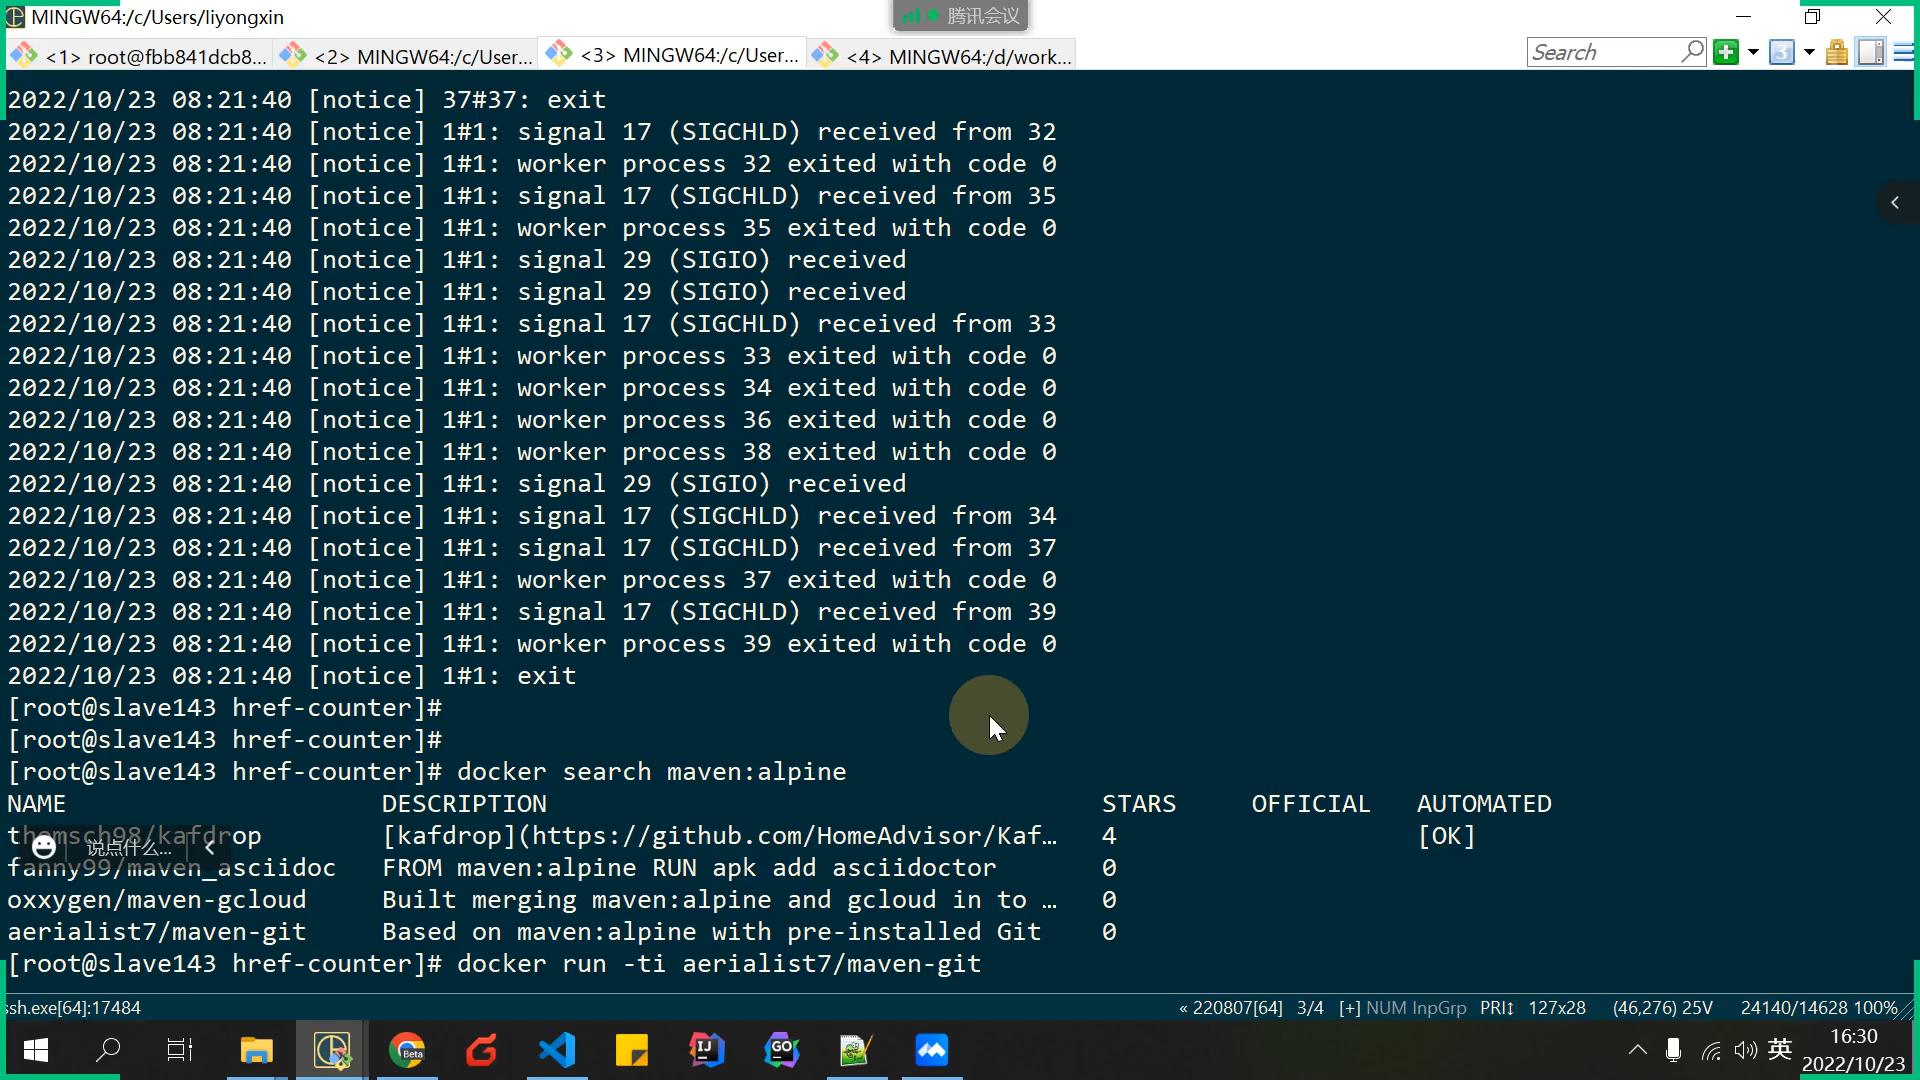 MINGW64:/c/Users/liyongxin
腾讯会议
<1> root@fbb841dcb8...
<2> MINGW64:/c/User...
<3> MINGW64:/c/User...
<4> MINGW64:/d/work...
Search
2022/10/23 08:21:40 [notice] 37#37: exit
2022/10/23 08:21:40 [notice] 1#1: signal 17 (SIGCHLD) received from 32
2022/10/23 08:21:40 [notice] 1#1: worker process 32 exited with code 0
2022/10/23 08:21:40 [notice] 1#1: signal 17 (SIGCHLD) received from 35
2022/10/23 08:21:40 [notice] 1#1: worker process 35 exited with code 0
2022/10/23 08:21:40 [notice] 1#1: signal 29 (SIGIO) received
2022/10/23 08:21:40 [notice] 1#1: signal 29 (SIGIO) received
2022/10/23 08:21:40 [notice] 1#1: signal 17 (SIGCHLD) received from 33
2022/10/23 08:21:40 [notice] 1#1: worker process 33 exited with code 0
2022/10/23 08:21:40 [notice] 1#1: worker process 34 exited with code 0
2022/10/23 08:21:40 [notice] 1#1: worker process 36 exited with code 0
2022/10/23 08:21:40 [notice] 1#1: worker process 38 exited with code 0
2022/10/23 08:21:40 [notice] 1#1: signal 29 (SIGIO) received
2022/10/23 08:21:40 [notice] 1#1: signal 17 (SIGCHLD) received from 34
2022/10/23 08:21:40 [notice] 1#1: signal 17 (SIGCHLD) received from 37
2022/10/23 08:21:40 [notice] 1#1: worker process 37 exited with code 0
2022/10/23 08:21:40 [notice] 1#1: signal 17 (SIGCHLD) received from 39
2022/10/23 08:21:40 [notice] 1#1: worker process 39 exited with code 0
2022/10/23 08:21:40 [notice] 1#1: exit
[root@slave143 href-counter]#
[root@slave143 href-counter]#
[root@slave143 href-counter]# docker search maven:alpine
NAME DESCRIPTION STARS OFFICIAL AUTOMATED
thomsch98/kafdrop [kafdrop](https://github.com/HomeAdvisor/Kaf… 4 [OK]
说点什么...
fanny99/maven_asciidoc FROM maven:alpine RUN apk add asciidoctor 0
oxxygen/maven-gcloud Built merging maven:alpine and gcloud in to … 0
aerialist7/maven-git Based on maven:alpine with pre-installed Git 0
[root@slave143 href-counter]# docker run -ti aerialist7/maven-git
ssh.exe[64]:17484 « 220807[64] 3/4 [+] NUM InpGrp PRI↕ 127x28 (46,276) 25V 24140/14628 100%
英
16:30
2022/10/23